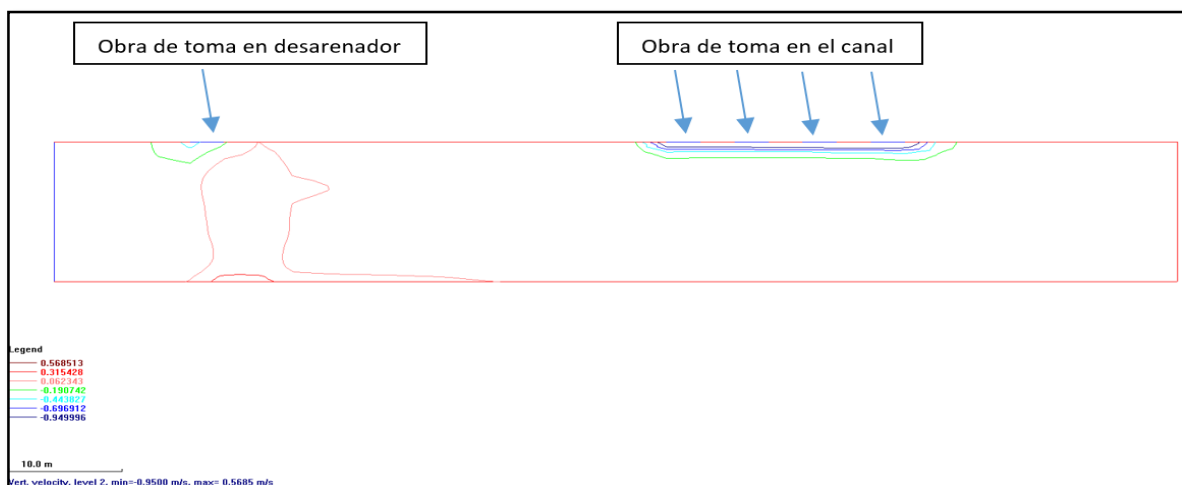 Obra de toma en desarenador
Obra de toma en el canal
Legend
0.568513
0.315428
0.062343
-0.190742
-0.443827
-0.696912
-0.949996
10.0 m
Vert. velocity, level 2, min=-0.9500 m/s, max= 0.5685 m/s